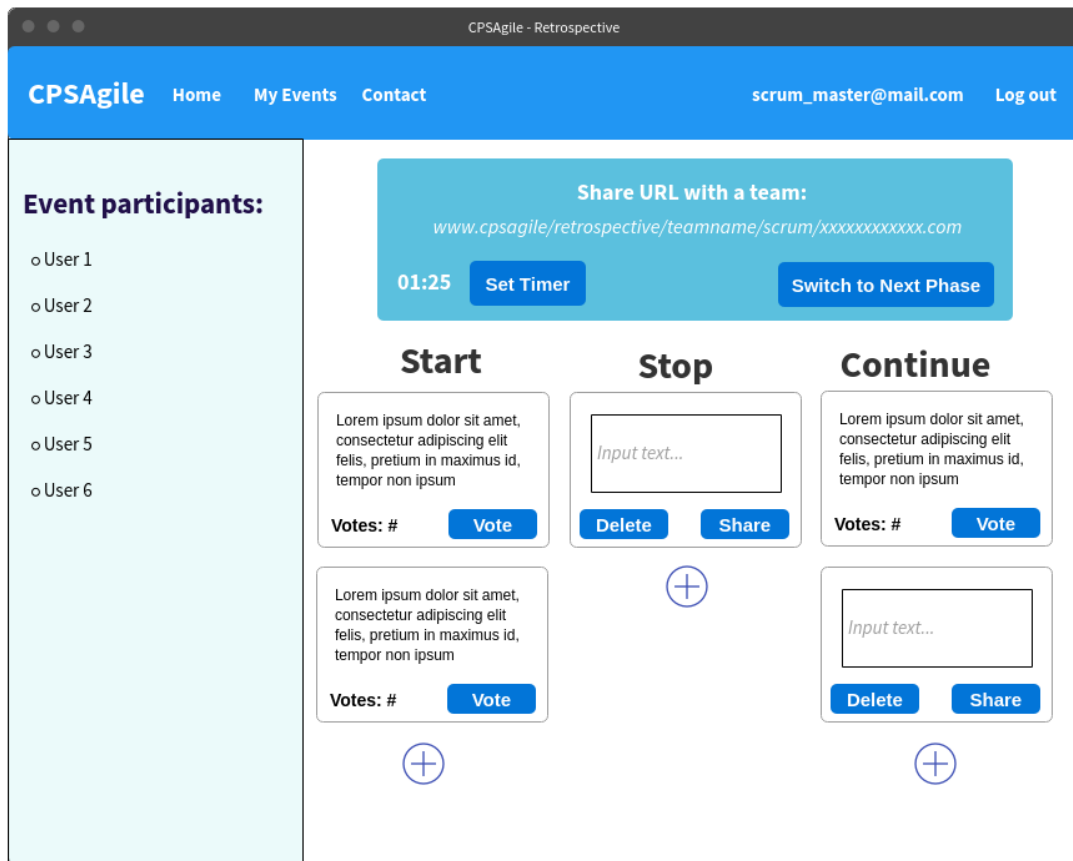 CPSAgile - Retrospective
CPSAgile Home My Events Contact scrum_master@mail.com Log out
Event participants:
User 1
User 2
User 3
User 4
User 5
User 6
Share URL with a team:
www.cpsagile/retrospective/teamname/scrum/xxxxxxxxxxxx.com
01:25 Set Timer Switch to Next Phase
Start
Lorem ipsum dolor sit amet,
consectetur adipiscing elit
felis, pretium in maximus id,
tempor non ipsum
Votes: # Vote
Lorem ipsum dolor sit amet,
consectetur adipiscing elit
felis, pretium in maximus id,
tempor non ipsum
Votes: # Vote
Stop
Input text...
Delete Share
Continue
Lorem ipsum dolor sit amet,
consectetur adipiscing elit
felis, pretium in maximus id,
tempor non ipsum
Votes: # Vote
Input text...
Delete Share